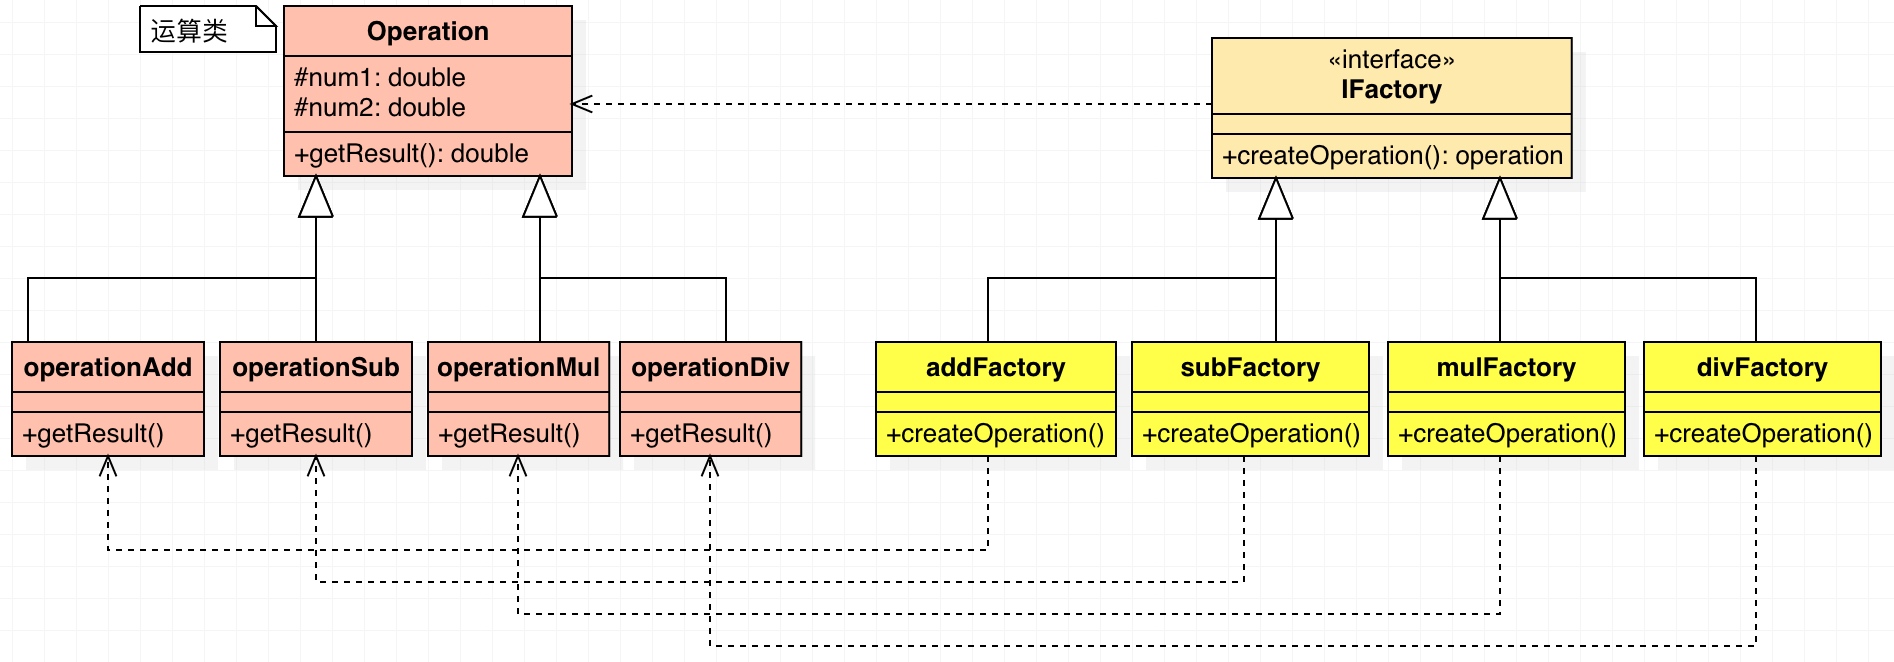 运算类
Operation
#num1: double
#num2: double
+getResult(): double
«interface»
IFactory
+createOperation(): operation
operationAdd
+getResult()
operationSub
+getResult()
operationMul
+getResult()
operationDiv
+getResult()
addFactory
+createOperation()
subFactory
+createOperation()
mulFactory
+createOperation()
divFactory
+createOperation()